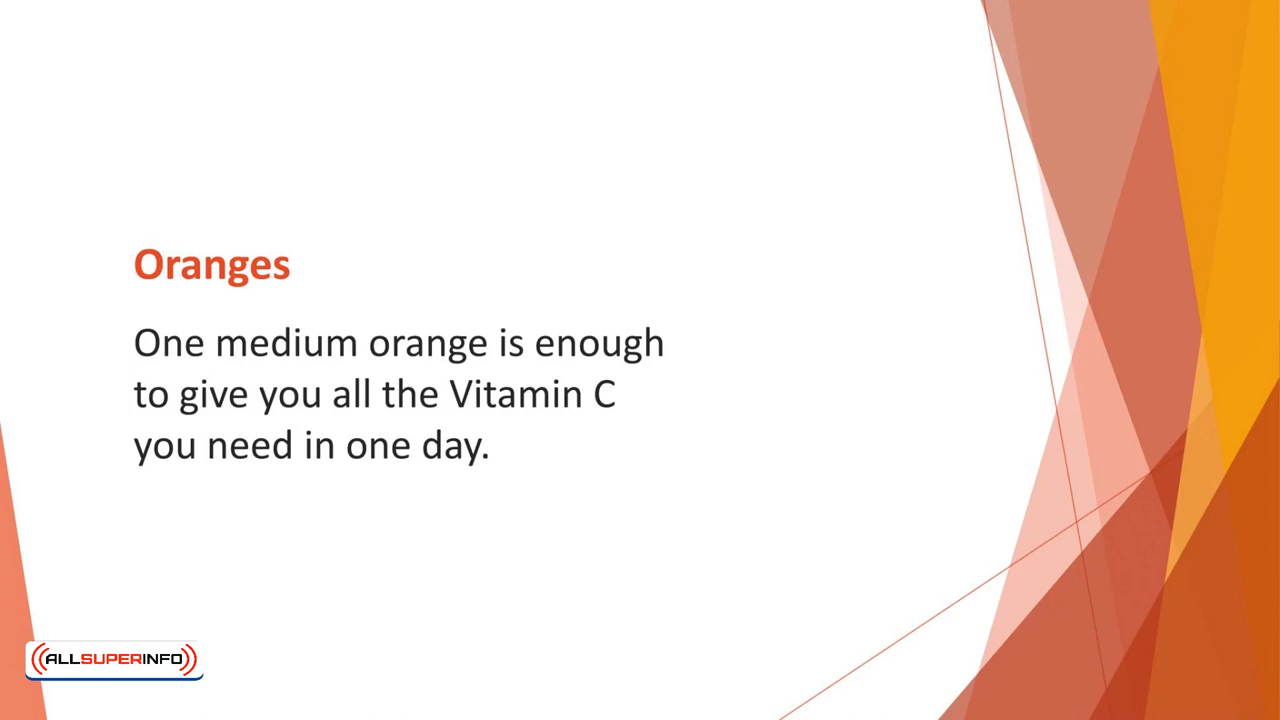 Oranges
One medium orange is enough
to give you all the Vitamin C
you need in one day.
ALLSUPERINFO